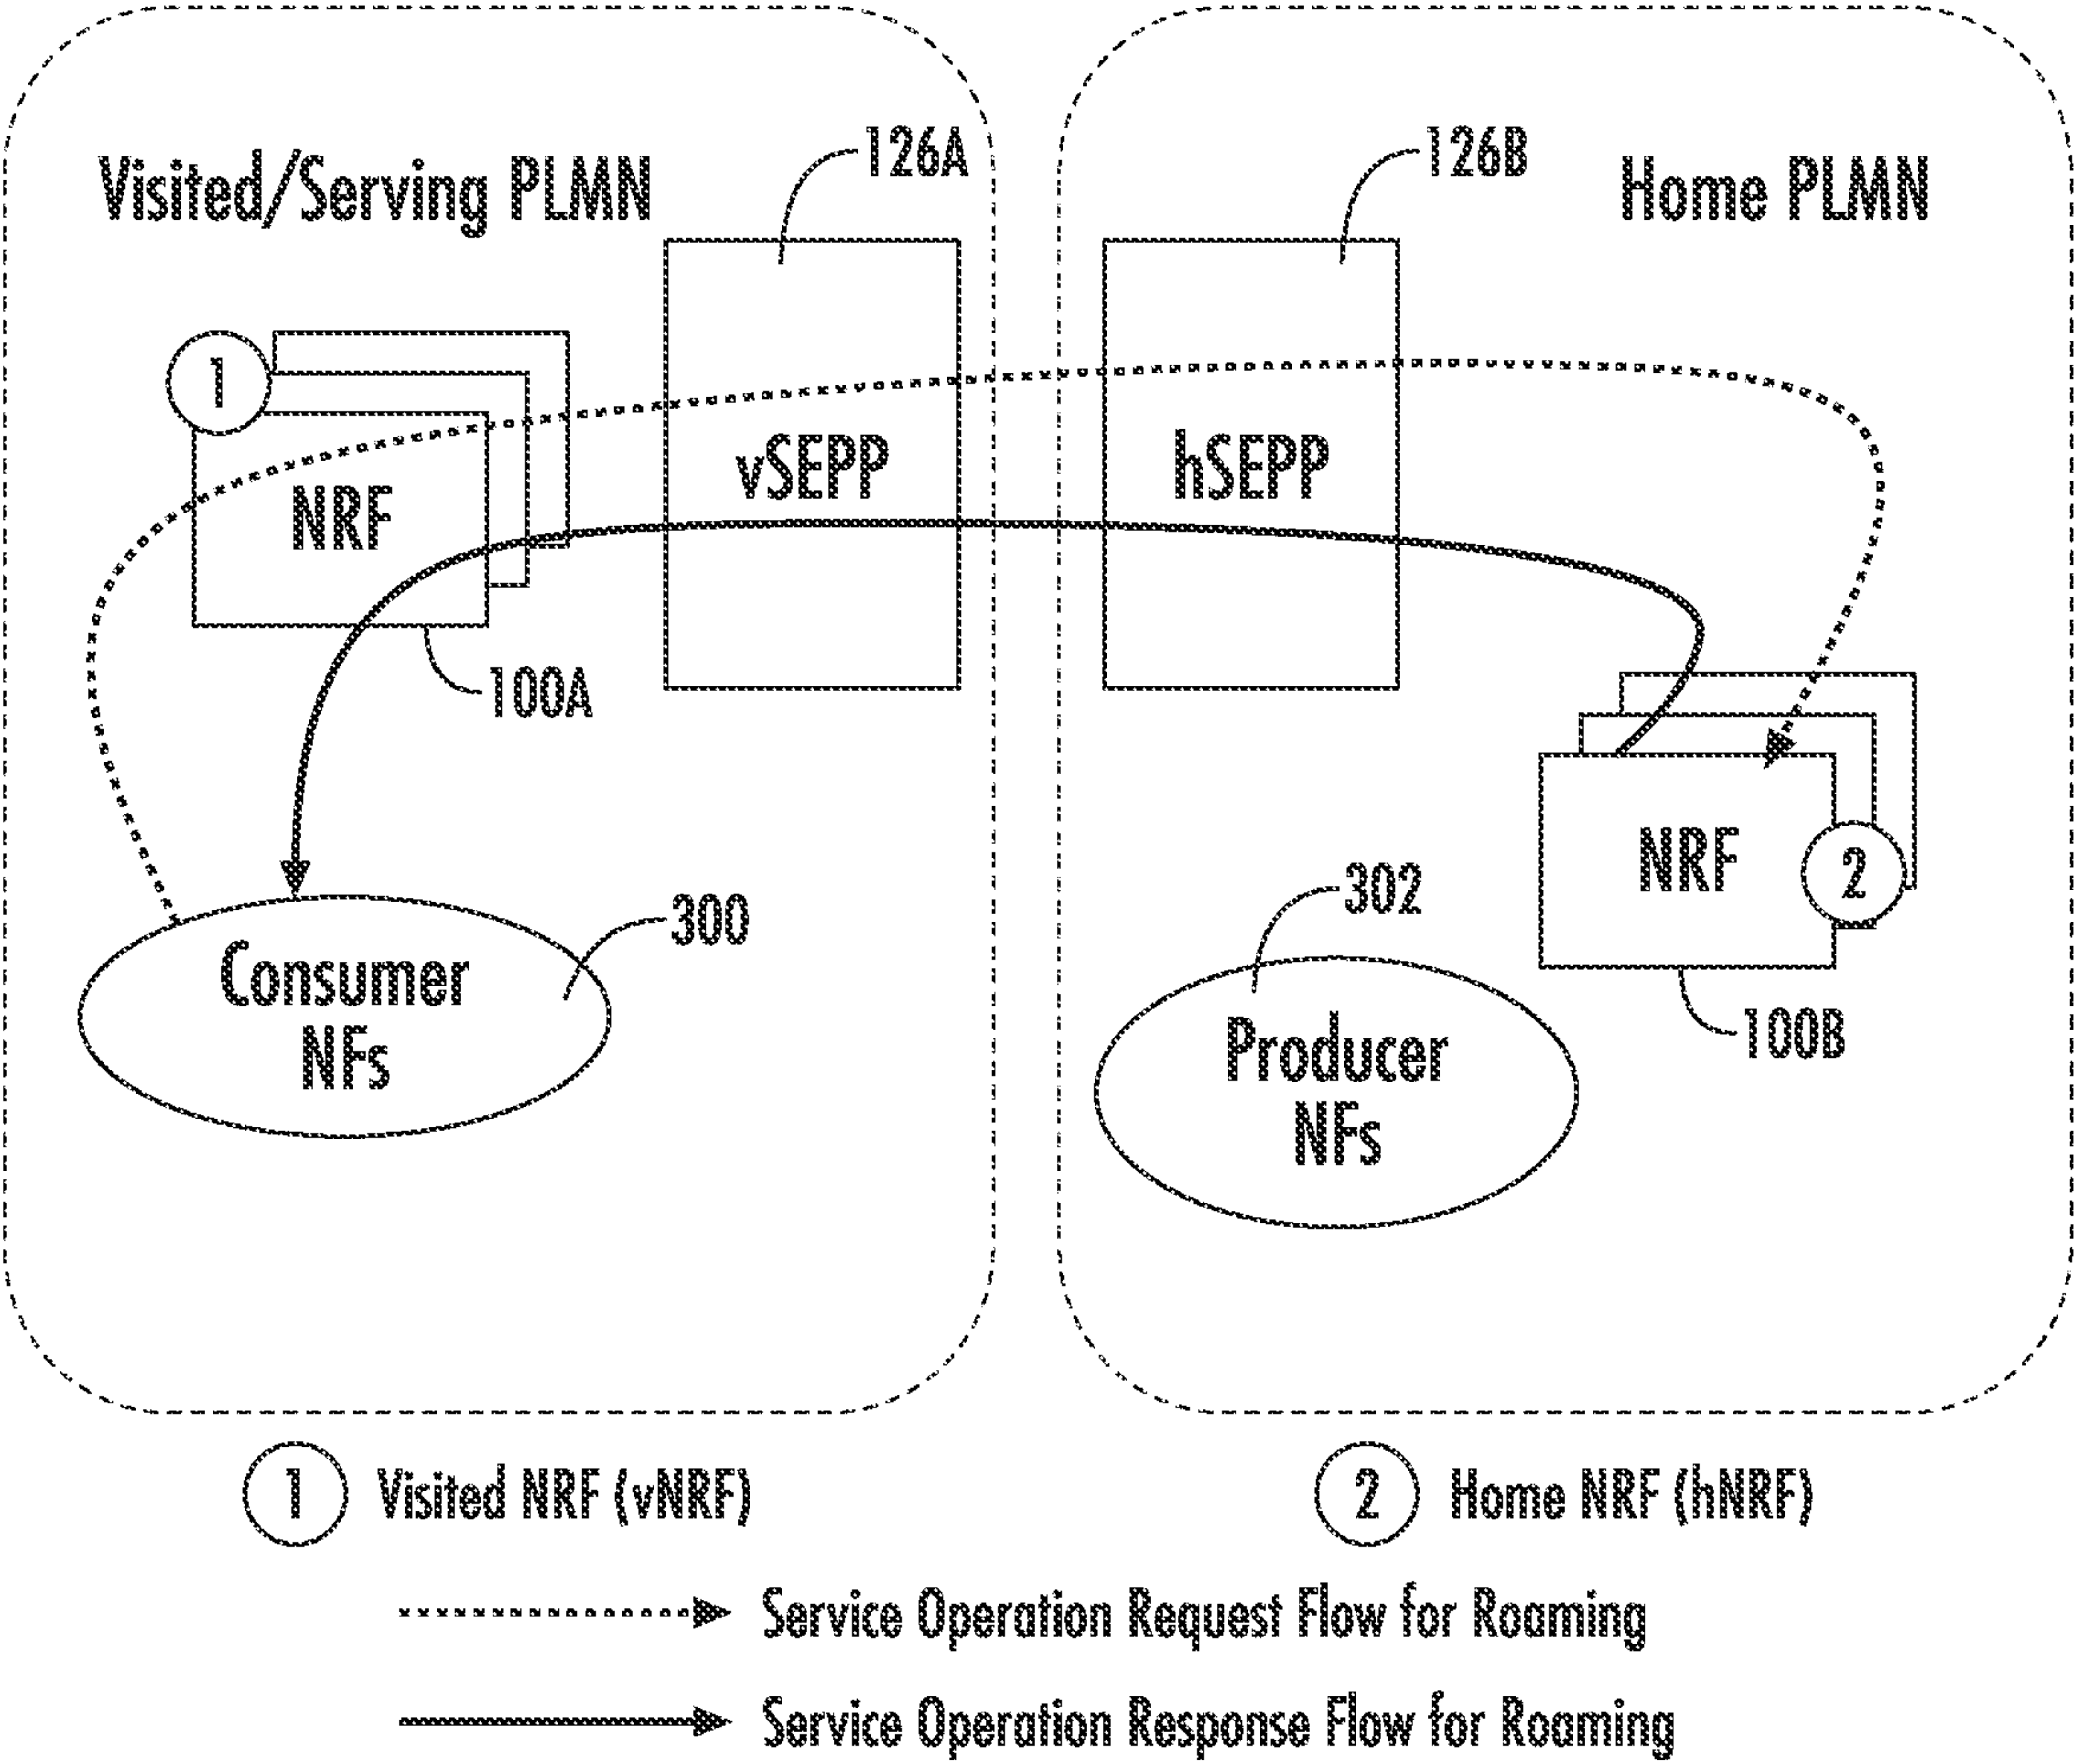 126A
126B
Visited/Serving PLMN
Home PLMN
1
vSEPP
hSEPP
NRF
100A
NRF
2
302
300
Consumer
NFs
100B
Producer
NFs
1 Visited NRF (vNRF)
2 Home NRF (hNRF)
Service Operation Request Flow for Roaming
Service Operation Response Flow for Roaming